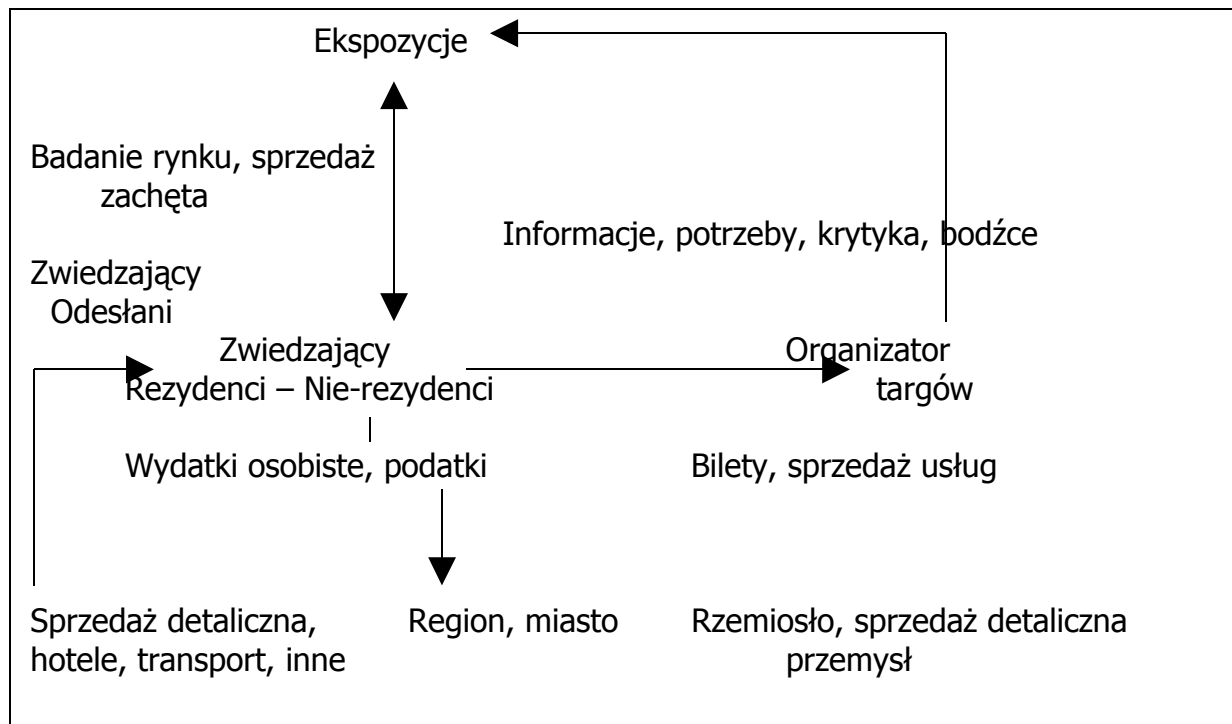 Ekspozycje
Badanie rynku, sprzedaż
zachęta
Informacje, potrzeby, krytyka, bodźce
Zwiedzający
Odesłani
Zwiedzający
Organizator
Rezydenci – Nie-rezydenci
targów
Wydatki osobiste, podatki
Bilety, sprzedaż usług
Sprzedaż detaliczna,
hotele, transport, inne
Region, miasto
Rzemiosło, sprzedaż detaliczna
przemysł